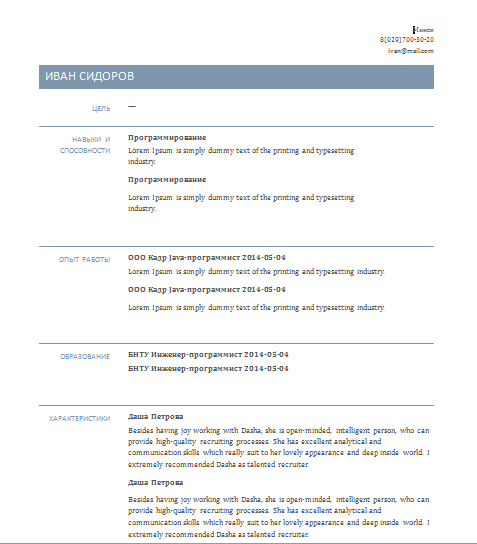 Минск
8(029)700-30-20
ivan@mail.com
ИВАН СИДОРОВ
ЦЕЛЬ
—
НАВЫКИ И
СПОСОБНОСТИ
Программирование
Lorem Ipsum is simply dummy text of the printing and typesetting
industry.
Программирование
Lorem Ipsum is simply dummy text of the printing and typesetting
industry.
ОПЫТ РАБОТЫ
ООО Кадр Java-программист 2014-05-04
Lorem Ipsum is simply dummy text of the printing and typesetting industry.
ООО Кадр Java-программист 2014-05-04
Lorem Ipsum is simply dummy text of the printing and typesetting industry.
ОБРАЗОВАНИЕ
БНТУ Инженер-программист 2014-05-04
БНТУ Инженер-программист 2014-05-04
ХАРАКТЕРИСТИКИ
Даша Петрова
Besides having joy working with Dasha, she is open-minded, intelligent person, who can
provide high-quality recruiting processes. She has excellent analytical and
communication skills which really suit to her lovely appearance and deep inside world. I
extremely recommended Dasha as talented recruiter.
Даша Петрова
Besides having joy working with Dasha, she is open-minded, intelligent person, who can
provide high-quality recruiting processes. She has excellent analytical and
communication skills which really suit to her lovely appearance and deep inside world. I
extremely recommended Dasha as talented recruiter.